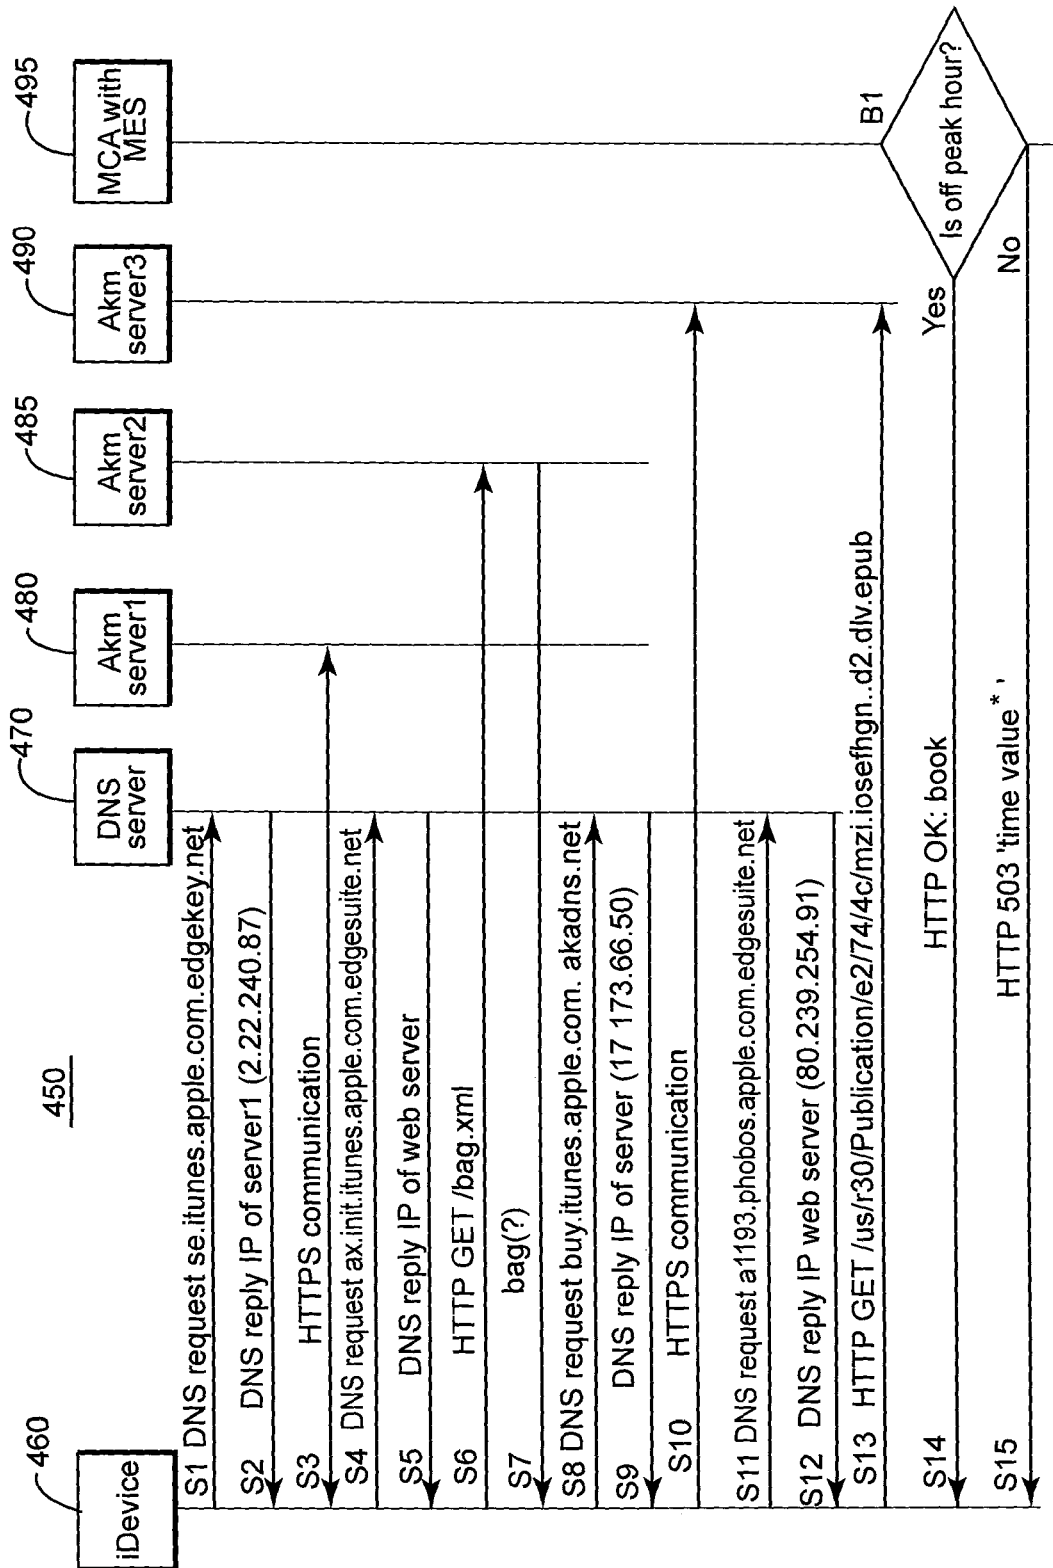 450
460
iDevice
470
DNS
server
480
Akm
server1
485
Akm
server2
490
Akm
server3
495
MCA with
MES
S1 DNS request se.itunes.apple.com.edgekey.net
S2 DNS reply IP of server1 (2.22.240.87)
S3 HTTPS communication
S4 DNS request ax.init.itunes.apple.com.edgesuite.net
S5 DNS reply IP of web server
S6 HTTP GET /bag.xml
S7 bag(?)
S8 DNS request buy.itunes.apple.com. akadns.net
S9 DNS reply IP of server (17 173.66.50)
S10 HTTPS communication
S11 DNS request a1193.phobos.apple.com.edgesuite.net
S12 DNS reply IP web server (80.239.254.91)
S13 HTTP GET /us/r30/Publication/e2/74/4c/mzi.iosefhgn..d2.dlv.epub
B1
Is off peak hour?
Yes
S14 HTTP OK: book
No
S15 HTTP 503 'time value* '